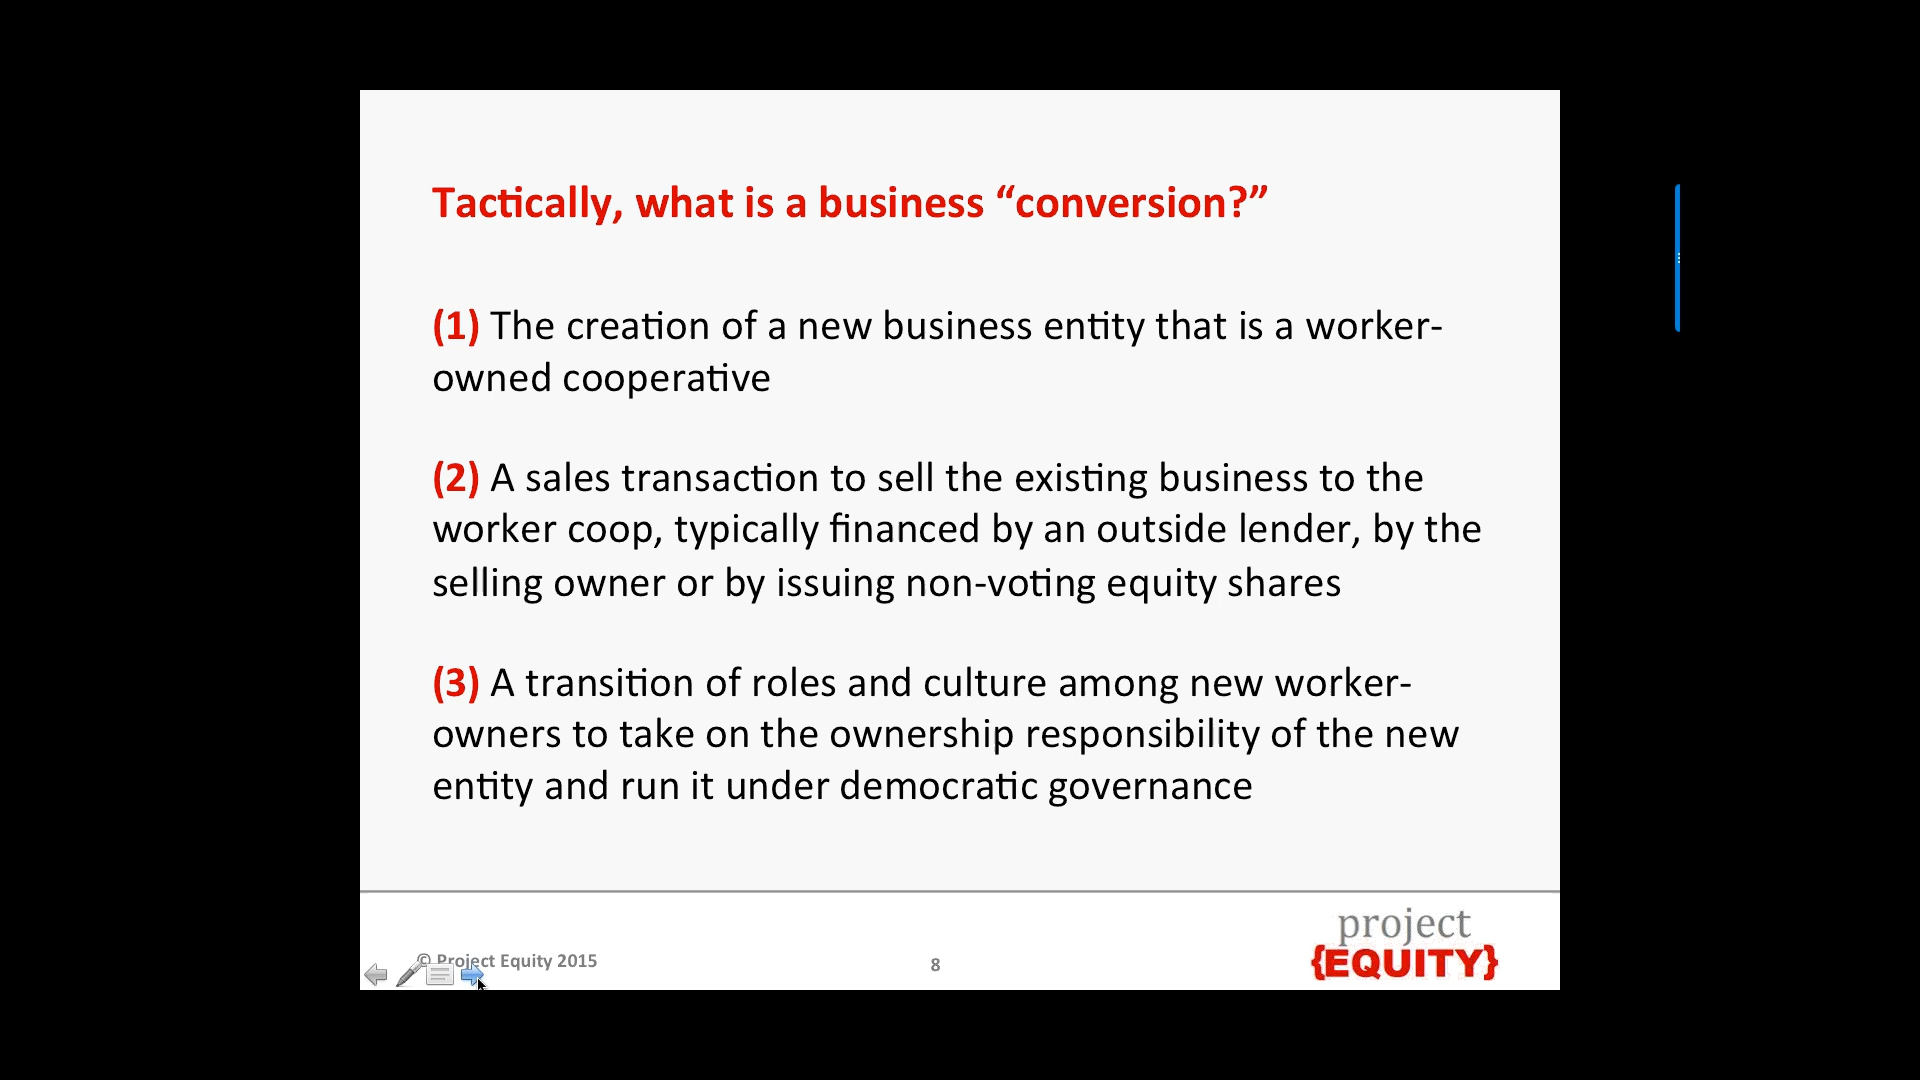 Tactically, what is a business “conversion?”
(1) The creation of a new business entity that is a worker-
owned cooperative
(2) A sales transaction to sell the existing business to the
worker coop, typically financed by an outside lender, by the
selling owner or by issuing non-voting equity shares
(3) A transition of roles and culture among new worker-
owners to take on the ownership responsibility of the new
entity and run it under democratic governance
© Project Equity 2015
8
project
{EQUITY}